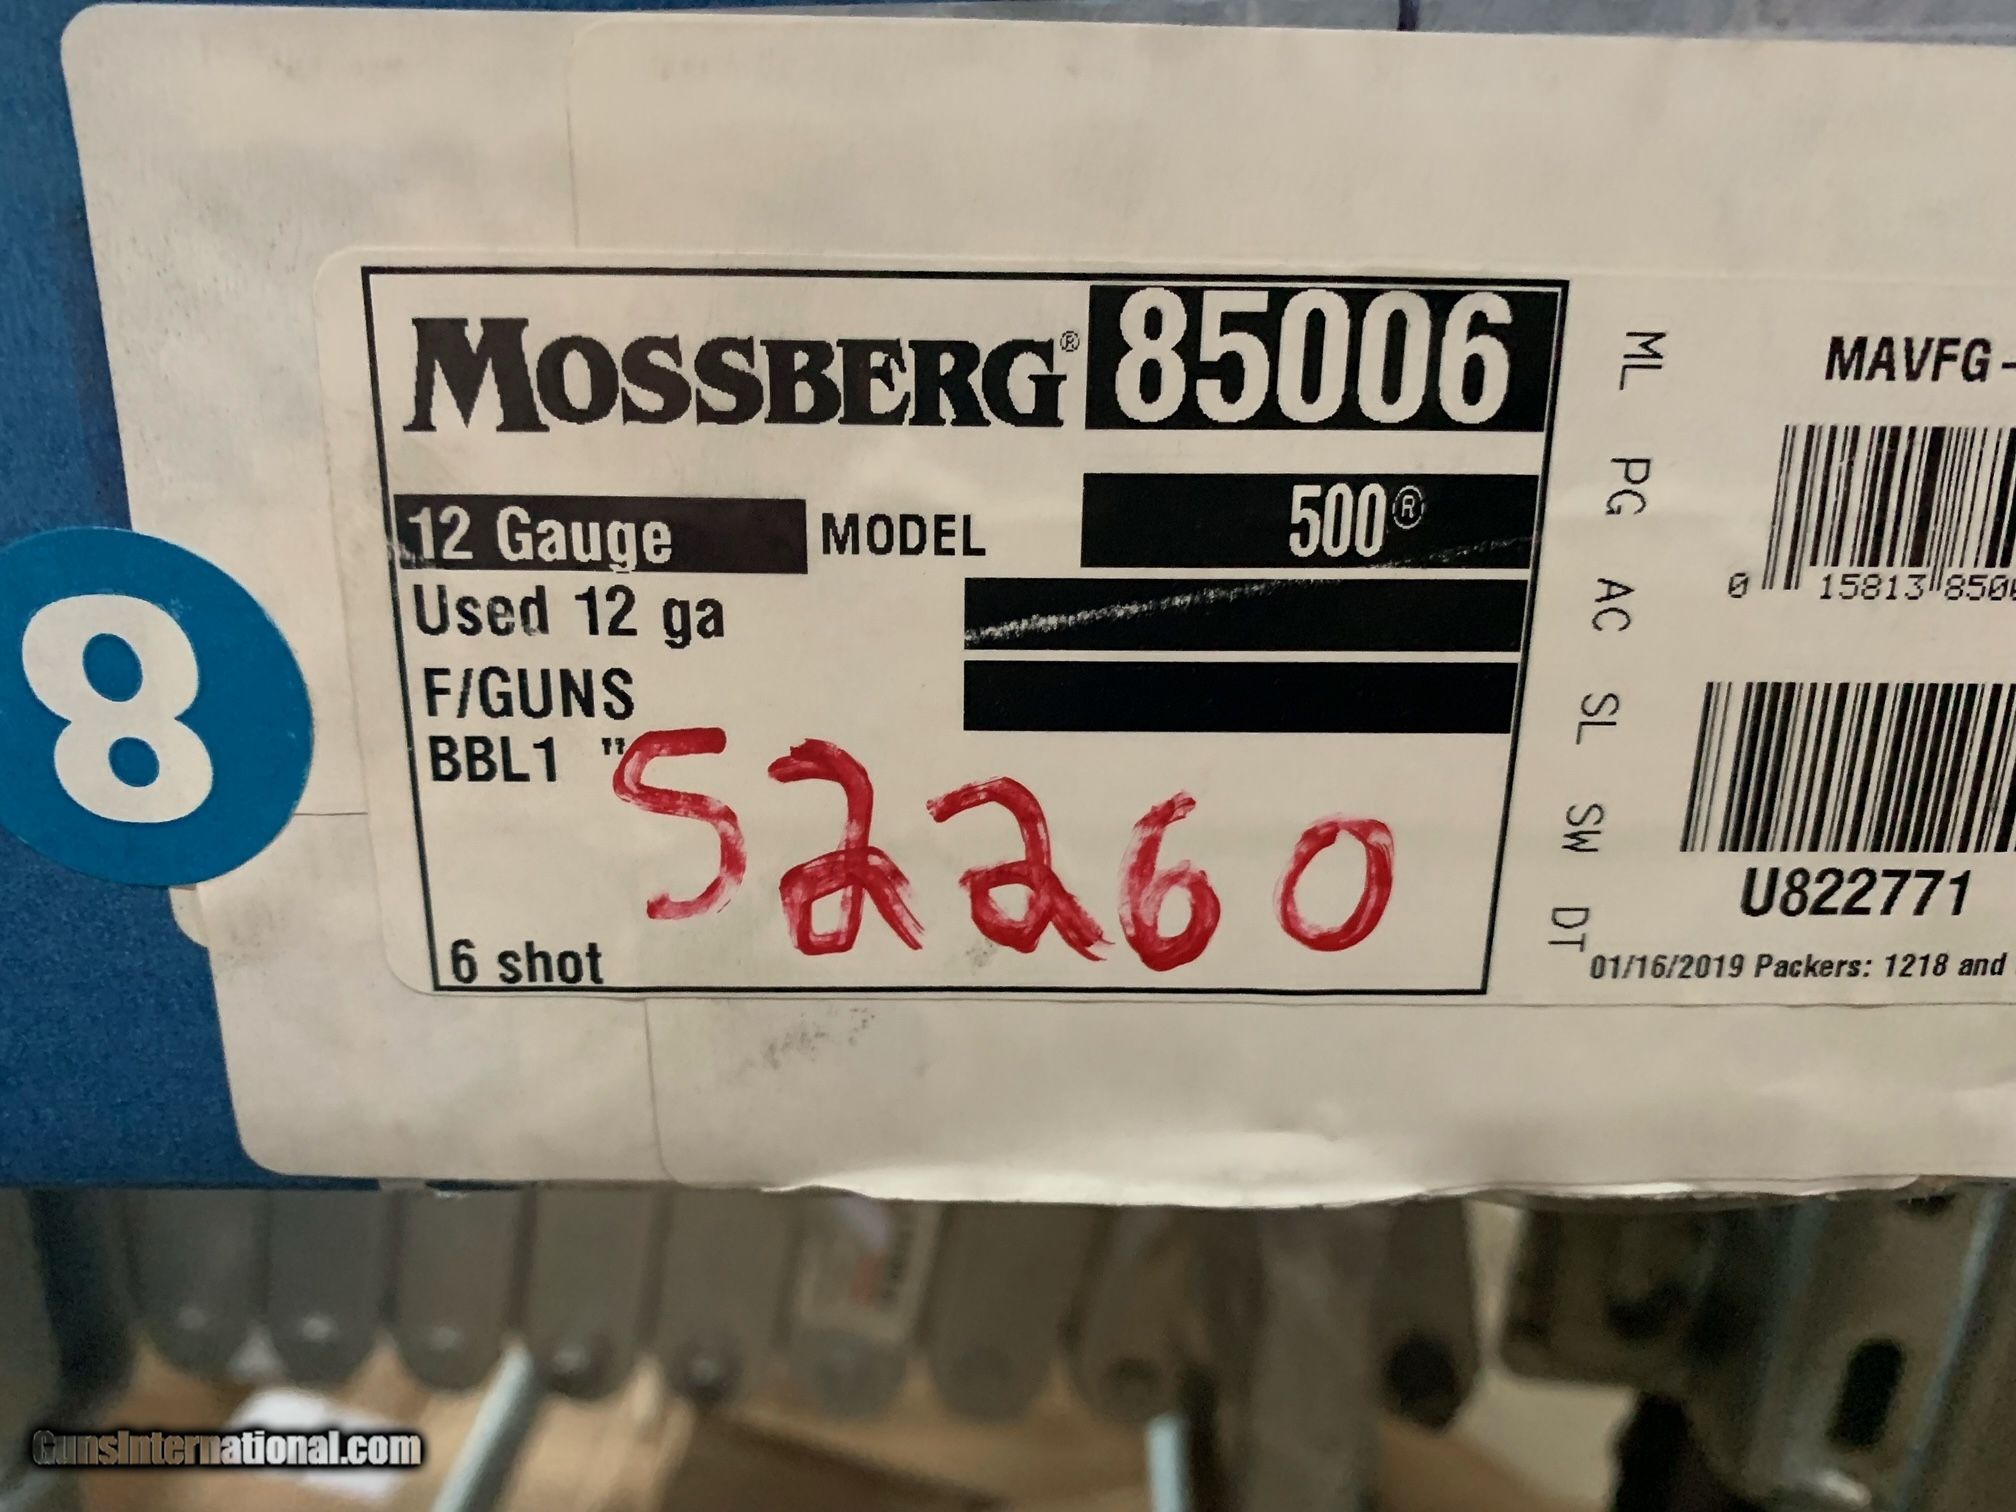 MOSSBERG® 85006
12 Gauge MODEL 500®
Used 12 ga
F/GUNS
BBL1 "
52260
6 shot
8
ML PG AC SL SW DT
MAVFG -
0 15813 850
U822771
01/16/2019 Packers: 1218 and
GunsInternational.com